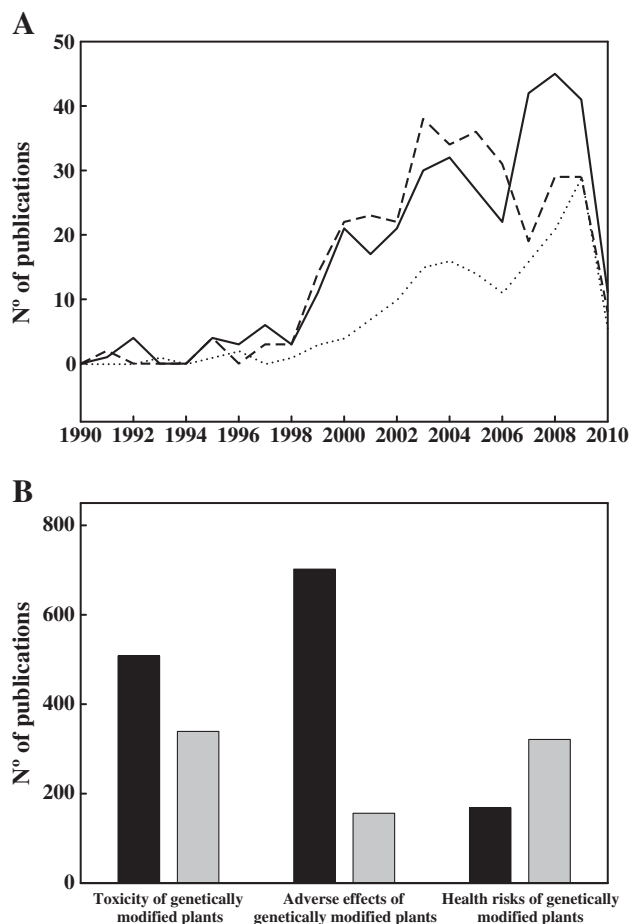 A
Nº of publications
50
40
30
20
10
0
1990 1992 1994 1996 1998 2000 2002 2004 2006 2008 2010
B
Nº of publications
800
600
400
200
0
Toxicity of genetically
modified plants
Adverse effects of
genetically modified plants
Health risks of genetically
modified plants